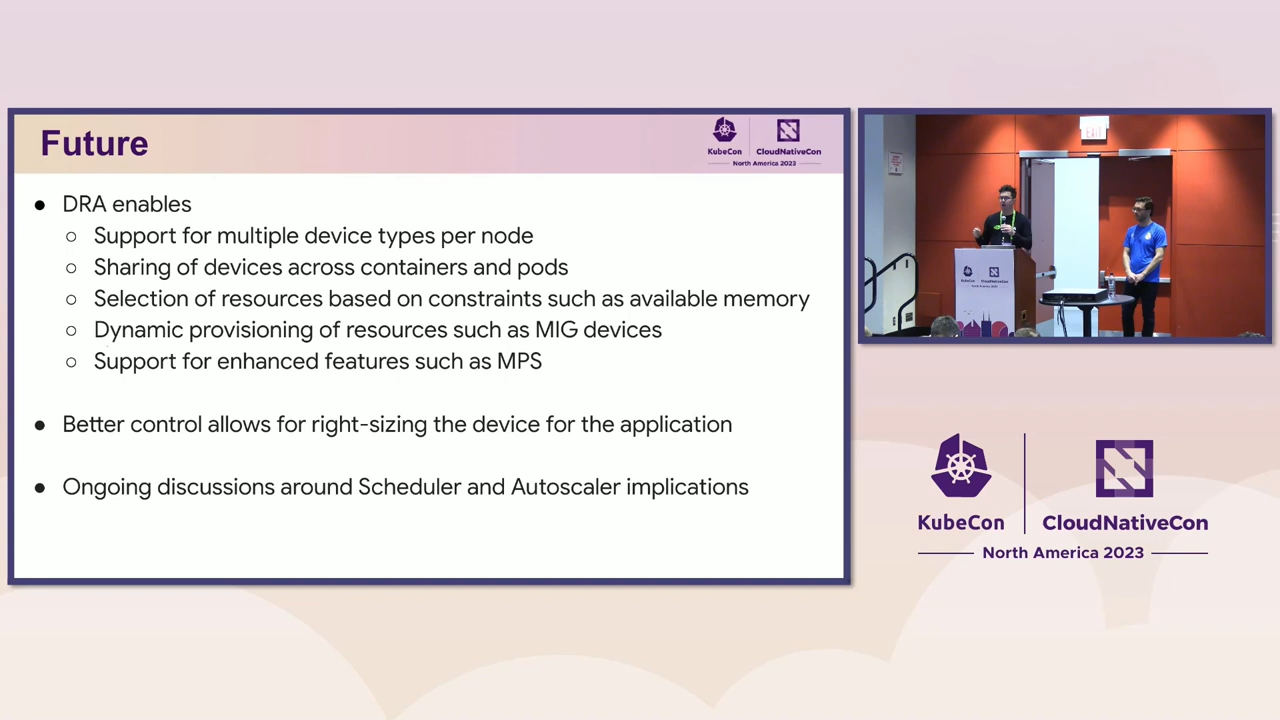 Future
KubeCon
CloudNativeCon
North America 2023
● DRA enables
○ Support for multiple device types per node
○ Sharing of devices across containers and pods
○ Selection of resources based on constraints such as available memory
○ Dynamic provisioning of resources such as MIG devices
○ Support for enhanced features such as MPS
● Better control allows for right-sizing the device for the application
● Ongoing discussions around Scheduler and Autoscaler implications
EXIT
KubeCon
CloudNativeCon
North America 2023